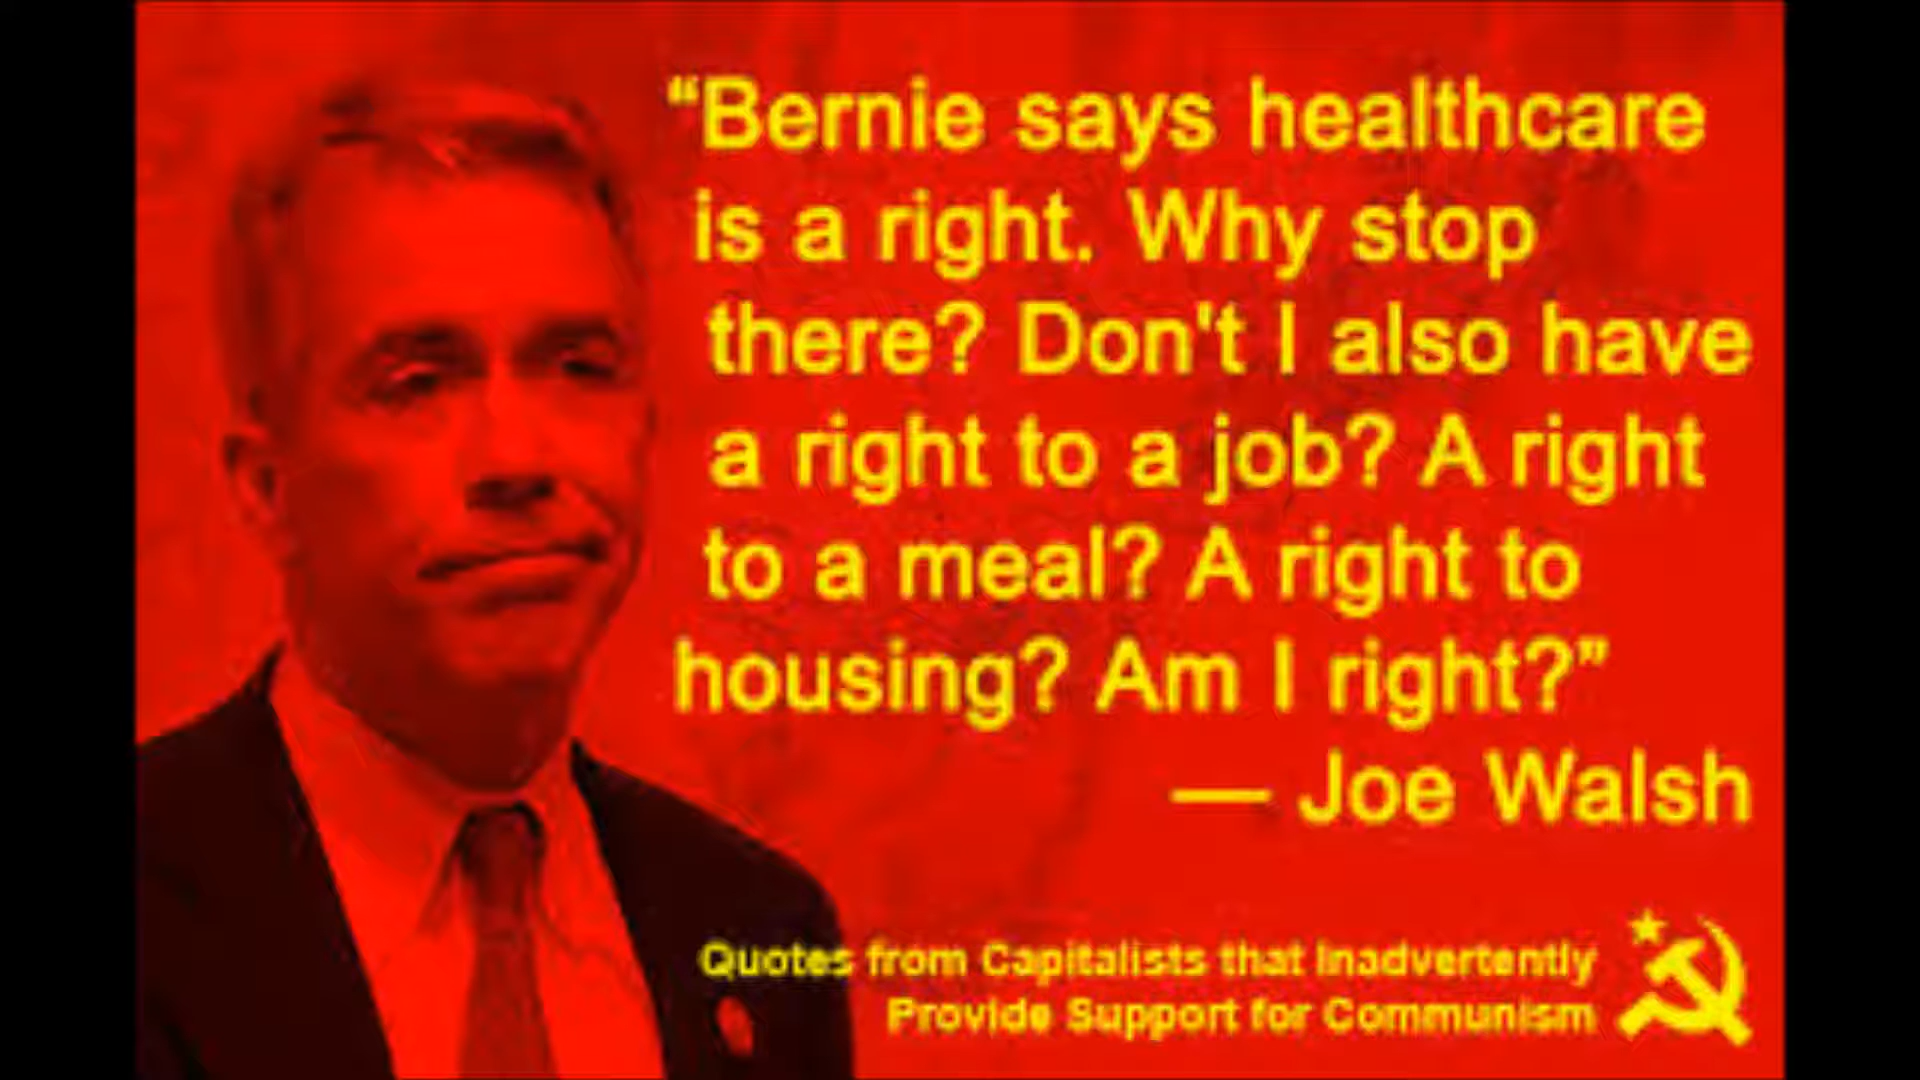 “Bernie says healthcare
is a right. Why stop
there? Don't I also have
a right to a job? A right
to a meal? A right to
housing? Am I right?”
— Joe Walsh
Quotes from Capitalists that Inadvertently
Provide Support for Communism